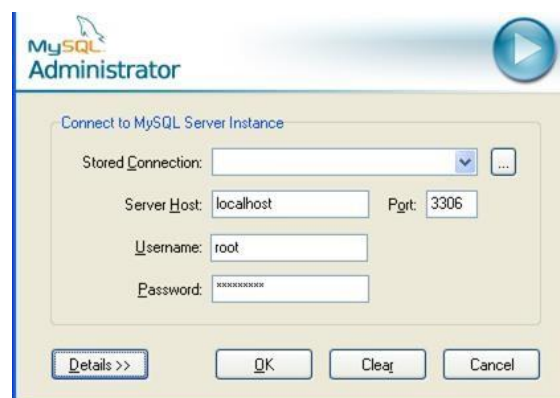 MySQL
Administrator
Connect to MySQL Server Instance
Stored Connection:
...
Server Host: localhost Port: 3306
Username: root
Password: xxxxxxxxx
Details >> OK Clear Cancel